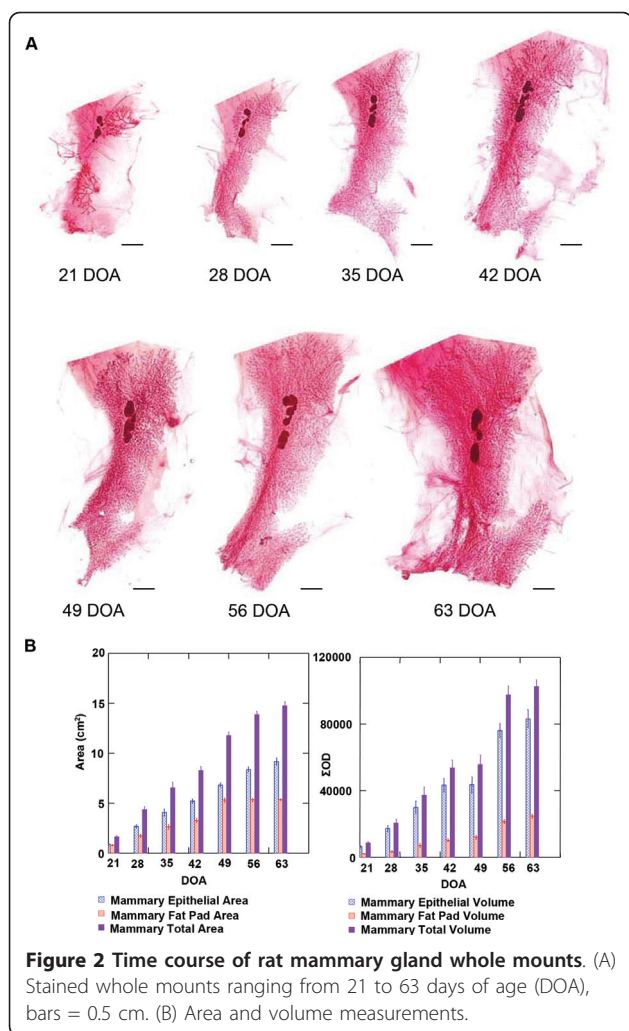 A
21 DOA
28 DOA
35 DOA
42 DOA
49 DOA
56 DOA
63 DOA
B
20
15
10
5
0
Area (cm²)
21 28 35 42 49 56 63
DOA
Mammary Epithelial Area
Mammary Fat Pad Area
Mammary Total Area
120000
80000
40000
0
ΣOD
21 28 35 42 49 56 63
DOA
Mammary Epithelial Volume
Mammary Fat Pad Volume
Mammary Total Volume
Figure 2 Time course of rat mammary gland whole mounts. (A)
Stained whole mounts ranging from 21 to 63 days of age (DOA),
bars = 0.5 cm. (B) Area and volume measurements.